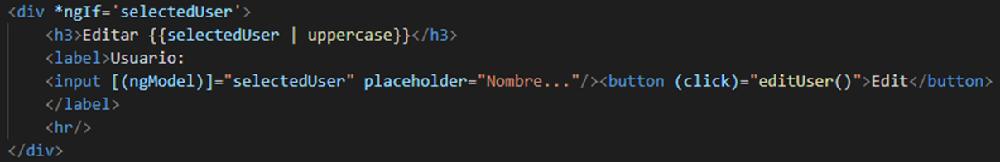 <div *ngIf='selectedUser'>
    <h3>Editar {{selectedUser | uppercase}}</h3>
    <label>Usuario:
    <input [(ngModel)]="selectedUser" placeholder="Nombre..."/><button (click)="editUser()">Edit</button>
    </label>
    <hr/>
</div>